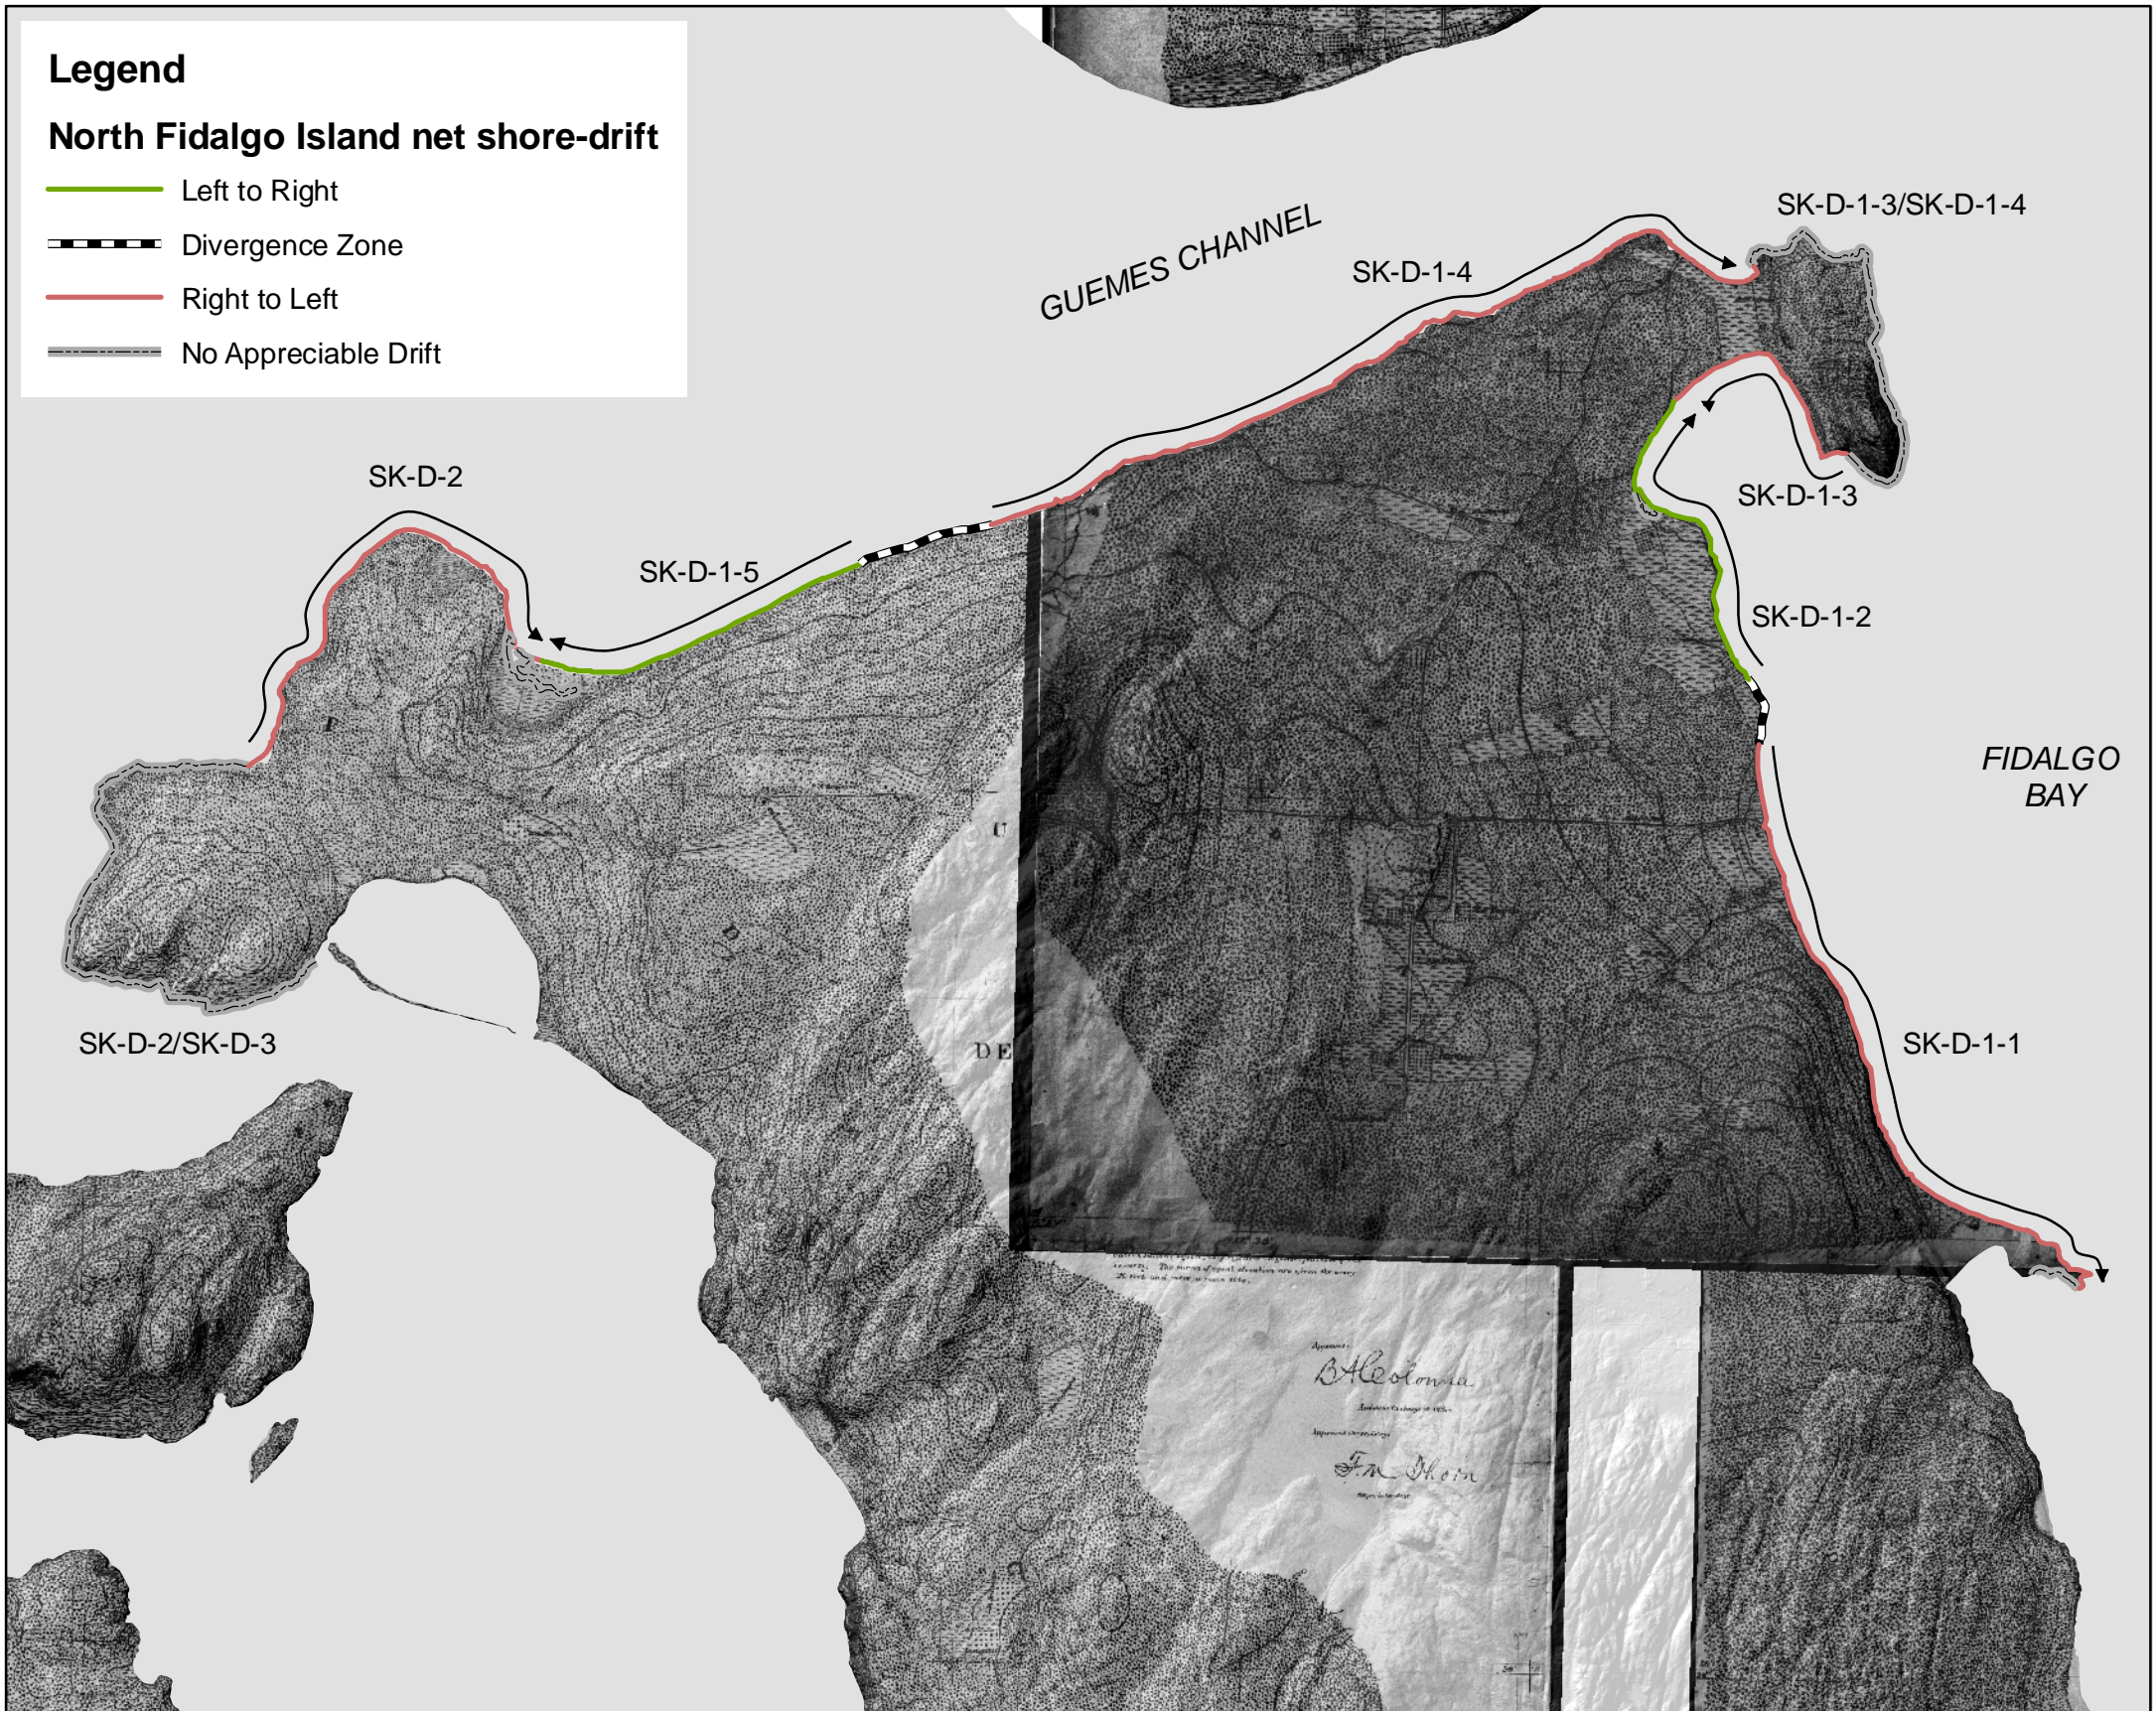 Legend
North Fidalgo Island net shore-drift
Left to Right
Divergence Zone
Right to Left
No Appreciable Drift
SK-D-1-3/SK-D-1-4
GUEMES CHANNEL
SK-D-1-4
SK-D-2
SK-D-1-3
SK-D-1-5
SK-D-1-2
F
FIDALGO
BAY
U
D
SK-D-2/SK-D-3
DE
SK-D-1-1